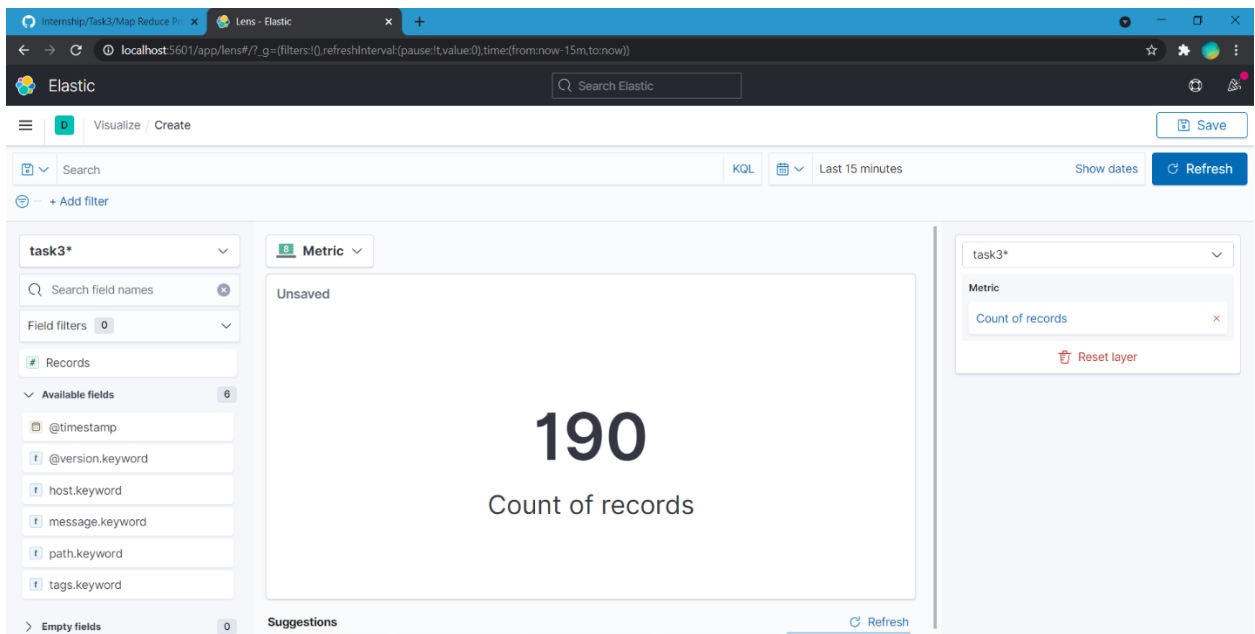 Internship/Task3/Map Reduce Pr
Lens - Elastic
localhost:5601/app/lens#/?_g=(filters:!(),refreshInterval:(pause:!t,value:0),time:(from:now-15m,to:now))
Elastic
Search Elastic
D
Visualize / Create
Save
Search
KQL
Last 15 minutes
Show dates
Refresh
+ Add filter
task3*
Search field names
Field filters 0
# Records
Available fields 6
@timestamp
t @version.keyword
t host.keyword
t message.keyword
t path.keyword
t tags.keyword
Empty fields 0
8 Metric
Unsaved
190
Count of records
Suggestions
Refresh
task3*
Metric
Count of records
Reset layer